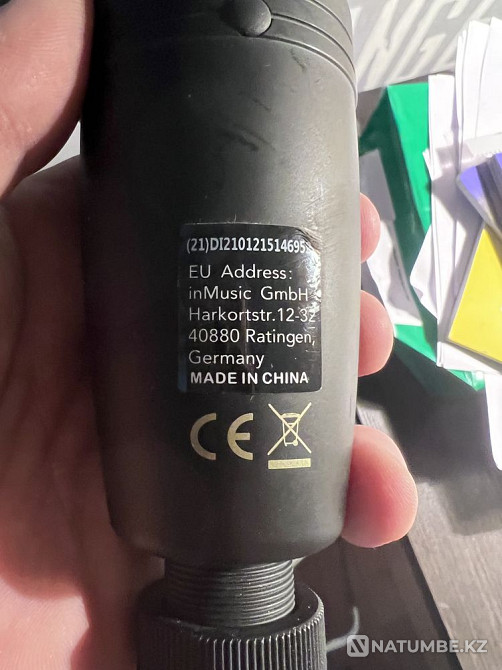 (21)DI210121514695
EU Address:
inMusic GmbH
Harkortstr.12-32
40880 Ratingen,
Germany
MADE IN CHINA
CE
NATUMBE.KZ